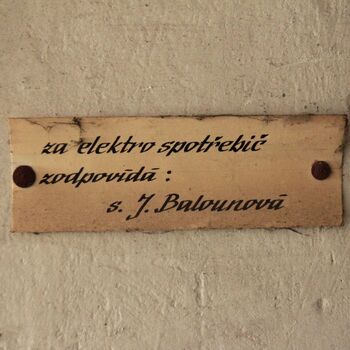 za elektro spotřebič
zodpovídá :
s. J. Balounová